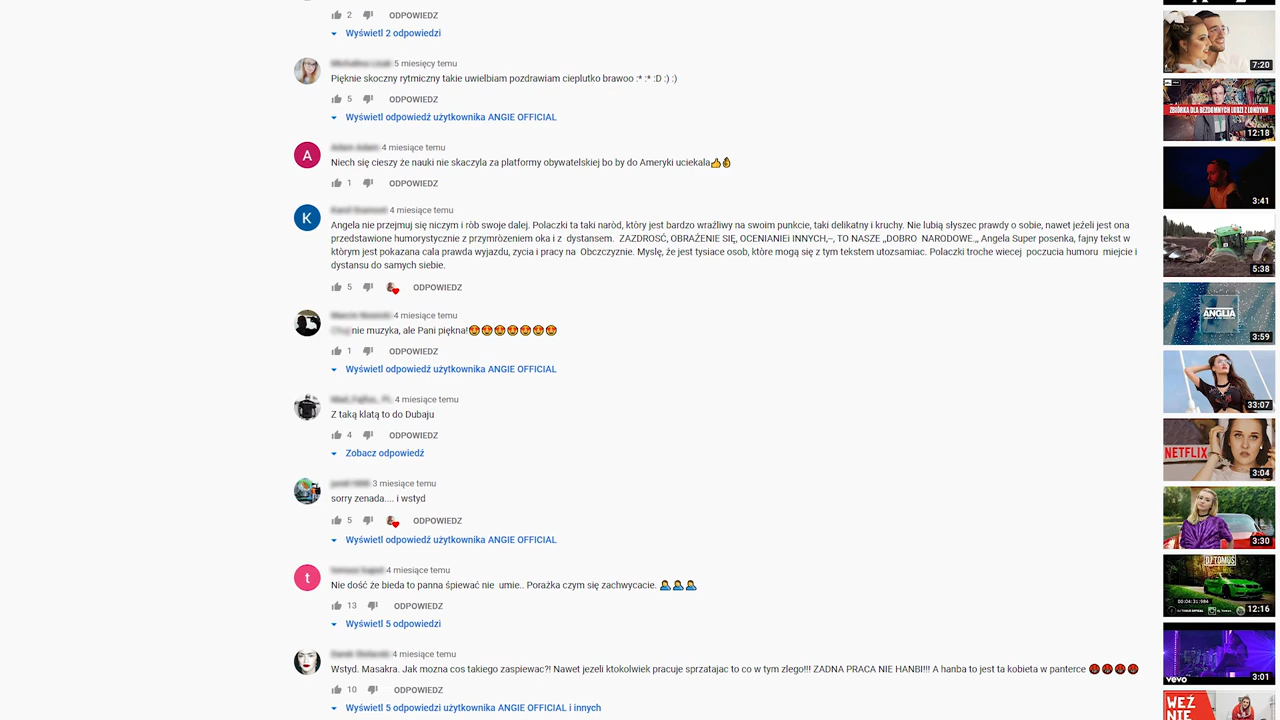 2 ODPOWIEDZ
Wyświetl 2 odpowiedzi
5 miesięcy temu
Pięknie skoczny rytmiczny takie uwielbiam pozdrawiam cieplutko brawoo :* :* :D :) :)
5 ODPOWIEDZ
Wyświetl odpowiedź użytkownika ANGIE OFFICIAL
A
4 miesiące temu
Niech się cieszy że nauki nie skaczyla za platformy obywatelskiej bo by do Ameryki uciekala👍👌
1 ODPOWIEDZ
K
4 miesiące temu
Angela nie przejmuj się niczym i rób swoje dalej. Polaczki ta taki naròd, który jest bardzo wraźliwy na swoim punkcie, taki delikatny i kruchy. Nie lubią słyszec prawdy o sobie, nawet jeżeli jest ona
przedstawione humorystycznie z przymròzeniem oka i z dystansem. ZAZDROSĆ, OBRAŻENIE SIĘ, OCENIANIEi INNYCH,–, TO NASZE ,,DOBRO NARODOWE.,, Angela Super posenka, fajny tekst w
którym jest pokazana cala prawda wyjazdu, zycia i pracy na Obczczyznie. Myslę, że jest tysiace osob, które mogą się z tym tekstem utozsamiac. Polaczki troche wiecej poczucia humoru miejcie i
dystansu do samych siebie.
5 ODPOWIEDZ
4 miesiące temu
nie muzyka, ale Pani piękna!😍😍😍😍😍😍😍
1 ODPOWIEDZ
Wyświetl odpowiedź użytkownika ANGIE OFFICIAL
4 miesiące temu
Z taką klatą to do Dubaju
4 ODPOWIEDZ
Zobacz odpowiedź
3 miesiące temu
sorry zenada.... i wstyd
5 ODPOWIEDZ
Wyświetl odpowiedź użytkownika ANGIE OFFICIAL
t
4 miesiące temu
Nie dość że bieda to panna śpiewać nie umie.. Porażka czym się zachwycacie. 🤦‍♂️🤦‍♂️🤦‍♂️
13 ODPOWIEDZ
Wyświetl 5 odpowiedzi
4 miesiące temu
Wstyd. Masakra. Jak mozna cos takiego zaspiewac?! Nawet jezeli ktokolwiek pracuje sprzatajac to co w tym zlego!!! ZADNA PRACA NIE HANBI!!! A hanba to jest ta kobieta w panterce 😡😡😡😡
10 ODPOWIEDZ
Wyświetl 5 odpowiedzi użytkownika ANGIE OFFICIAL i innych
7:20
ZBIÓRKA DLA BEZDOMNYCH LUDZI Z LONDYNU
12:18
3:41
5:38
ANGLIA
3:59
33:07
NETFLIX
3:04
3:30
DJ TOMUŚ
12:16
vevo
3:01
WEŹ
NIE